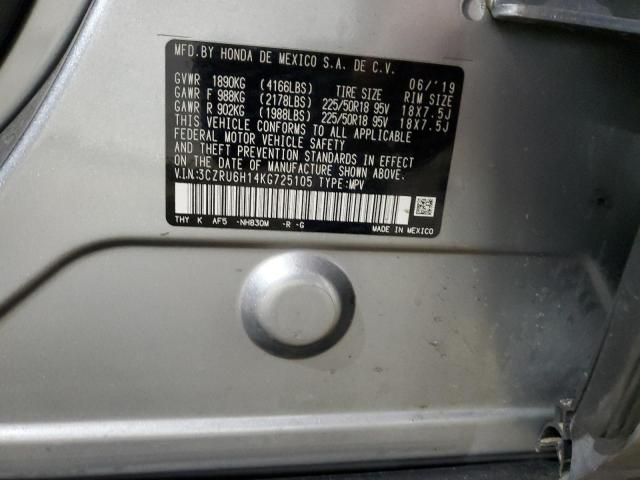 MFD.BY HONDA DE MEXICO S.A. DE C.V.
06/'19
GVWR 1890KG (4166LBS) TIRE SIZE RIM SIZE
GAWR F 988KG (2178LBS) 225/50R18 95V 18X7.5J
GAWR R 902KG (1988LBS) 225/50R18 95V 18X7.5J
THIS VEHICLE CONFORMS TO ALL APPLICABLE
FEDERAL MOTOR VEHICLE SAFETY
AND THEFT PREVENTION STANDARDS IN EFFECT
ON THE DATE OF MANUFACTURE SHOWN ABOVE.
V.I.N:3CZRU6H14KG725105 TYPE:MPV
THY K AF5 -NH830M -R -G
MADE IN MEXICO